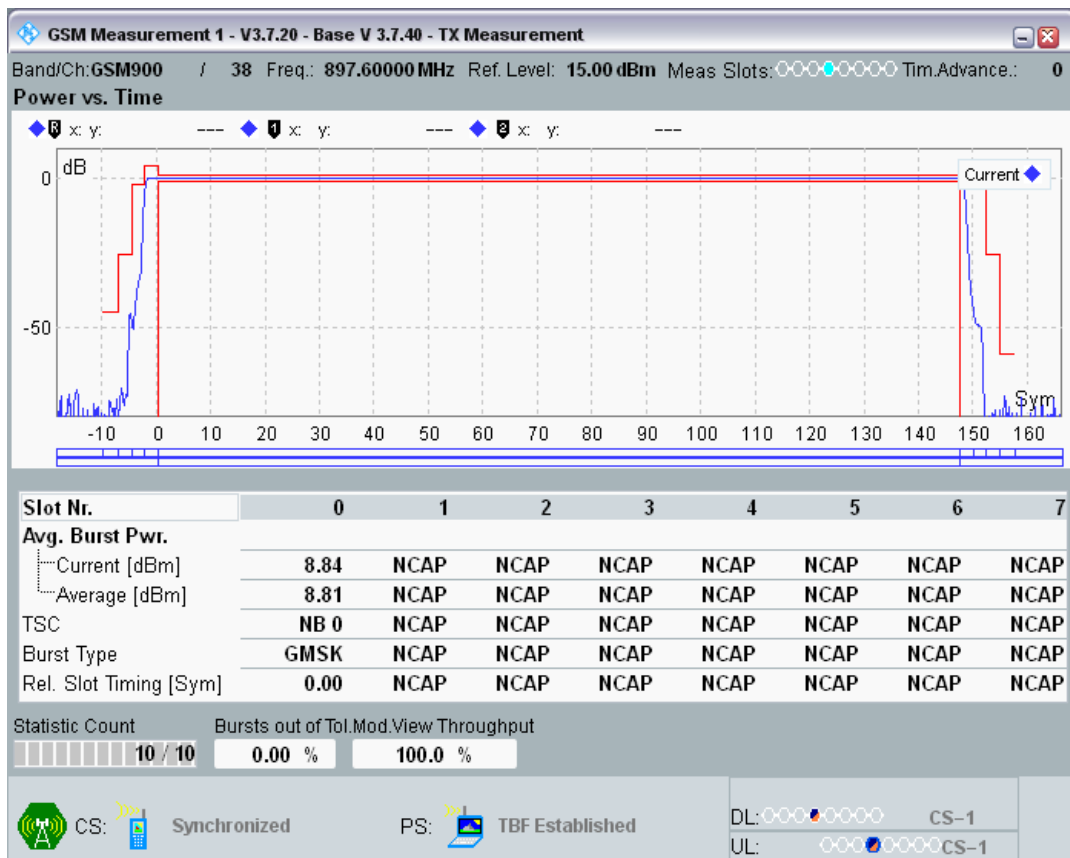 GSM Measurement 1 - V3.7.20 - Base V 3.7.40 - TX Measurement
Band/Ch:GSM900 / 38 Freq.: 897.60000 MHz Ref. Level: 15.00 dBm Meas Slots: Tim.Advance.: 0
Power vs. Time
R x: y: --- 1 x: y: --- 2 x: y: ---
dB
Current
0
-50
Sym
-10 0 10 20 30 40 50 60 70 80 90 100 110 120 130 140 150 160
Slot Nr. 0 1 2 3 4 5 6 7
Avg. Burst Pwr.
Current [dBm] 8.84 NCAP NCAP NCAP NCAP NCAP NCAP NCAP
Average [dBm] 8.81 NCAP NCAP NCAP NCAP NCAP NCAP NCAP
TSC NB 0 NCAP NCAP NCAP NCAP NCAP NCAP NCAP
Burst Type GMSK NCAP NCAP NCAP NCAP NCAP NCAP NCAP
Rel. Slot Timing [Sym] 0.00 NCAP NCAP NCAP NCAP NCAP NCAP NCAP
Statistic Count Bursts out of Tol.Mod.View Throughput
10 / 10 0.00 % 100.0 %
CS: Synchronized PS: TBF Established
DL: CS-1
UL: CS-1